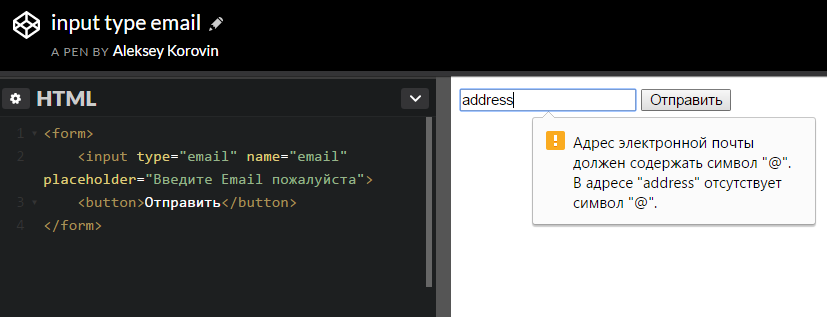 input type email
A PEN BY Aleksey Korovin
HTML
1 <form>
2 <input type="email" name="email"
placeholder="Введите Email пожалуйста">
3 <button>Отправить</button>
4 </form>
address Отправить
Адрес электронной почты
должен содержать символ "@".
В адресе "address" отсутствует
символ "@".